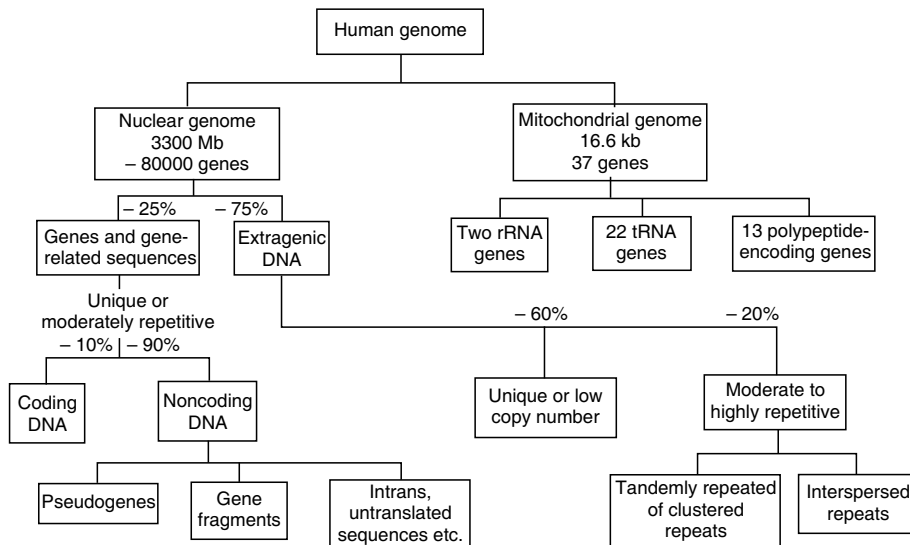 Human genome
Nuclear genome
3300 Mb
– 80000 genes
Mitochondrial genome
16.6 kb
37 genes
– 25%
– 75%
Genes and gene-
related sequences
Extragenic
DNA
Two rRNA
genes
22 tRNA
genes
13 polypeptide-
encoding genes
Unique or
moderately repetitive
– 10%
– 90%
– 60%
– 20%
Coding
DNA
Noncoding
DNA
Unique or low
copy number
Moderate to
highly repetitive
Pseudogenes
Gene
fragments
Intrans,
untranslated
sequences etc.
Tandemly repeated
of clustered
repeats
Interspersed
repeats